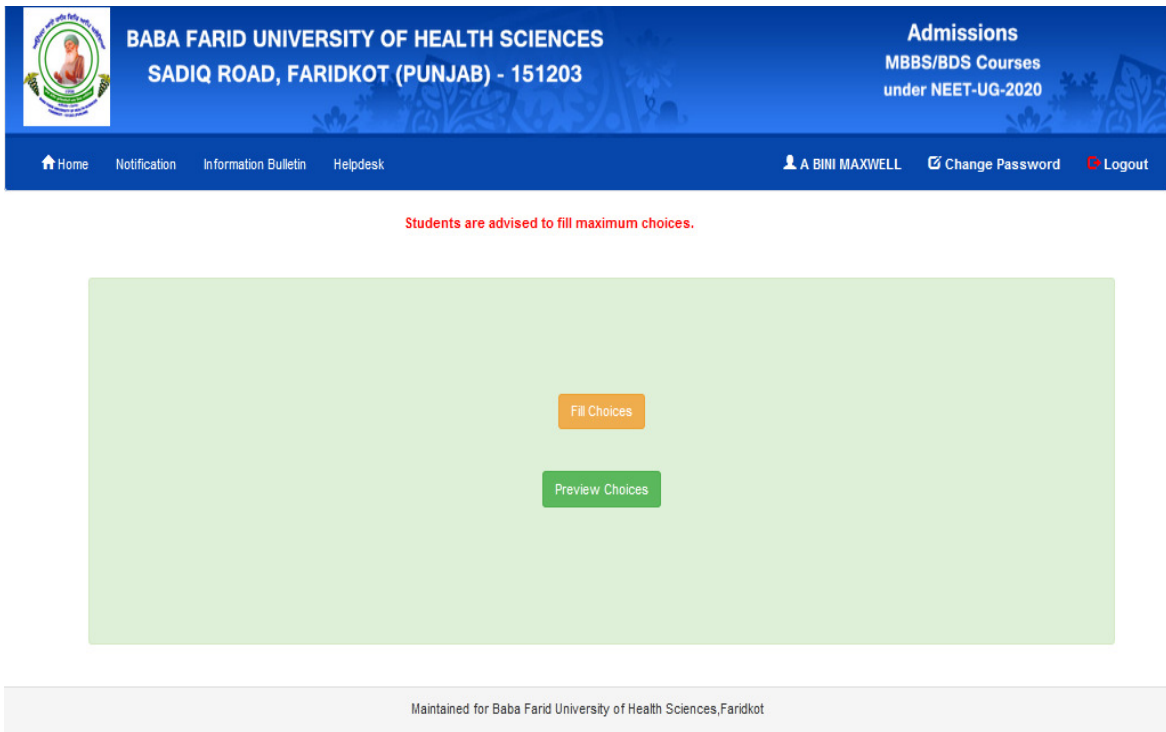 BABA FARID UNIVERSITY OF HEALTH SCIENCES
SADIQ ROAD, FARIDKOT (PUNJAB) - 151203
Admissions
MBBS/BDS Courses
under NEET-UG-2020
Home Notification Information Bulletin Helpdesk A BINI MAXWELL Change Password Logout
Students are advised to fill maximum choices.
Fill Choices
Preview Choices
Maintained for Baba Farid University of Health Sciences,Faridkot